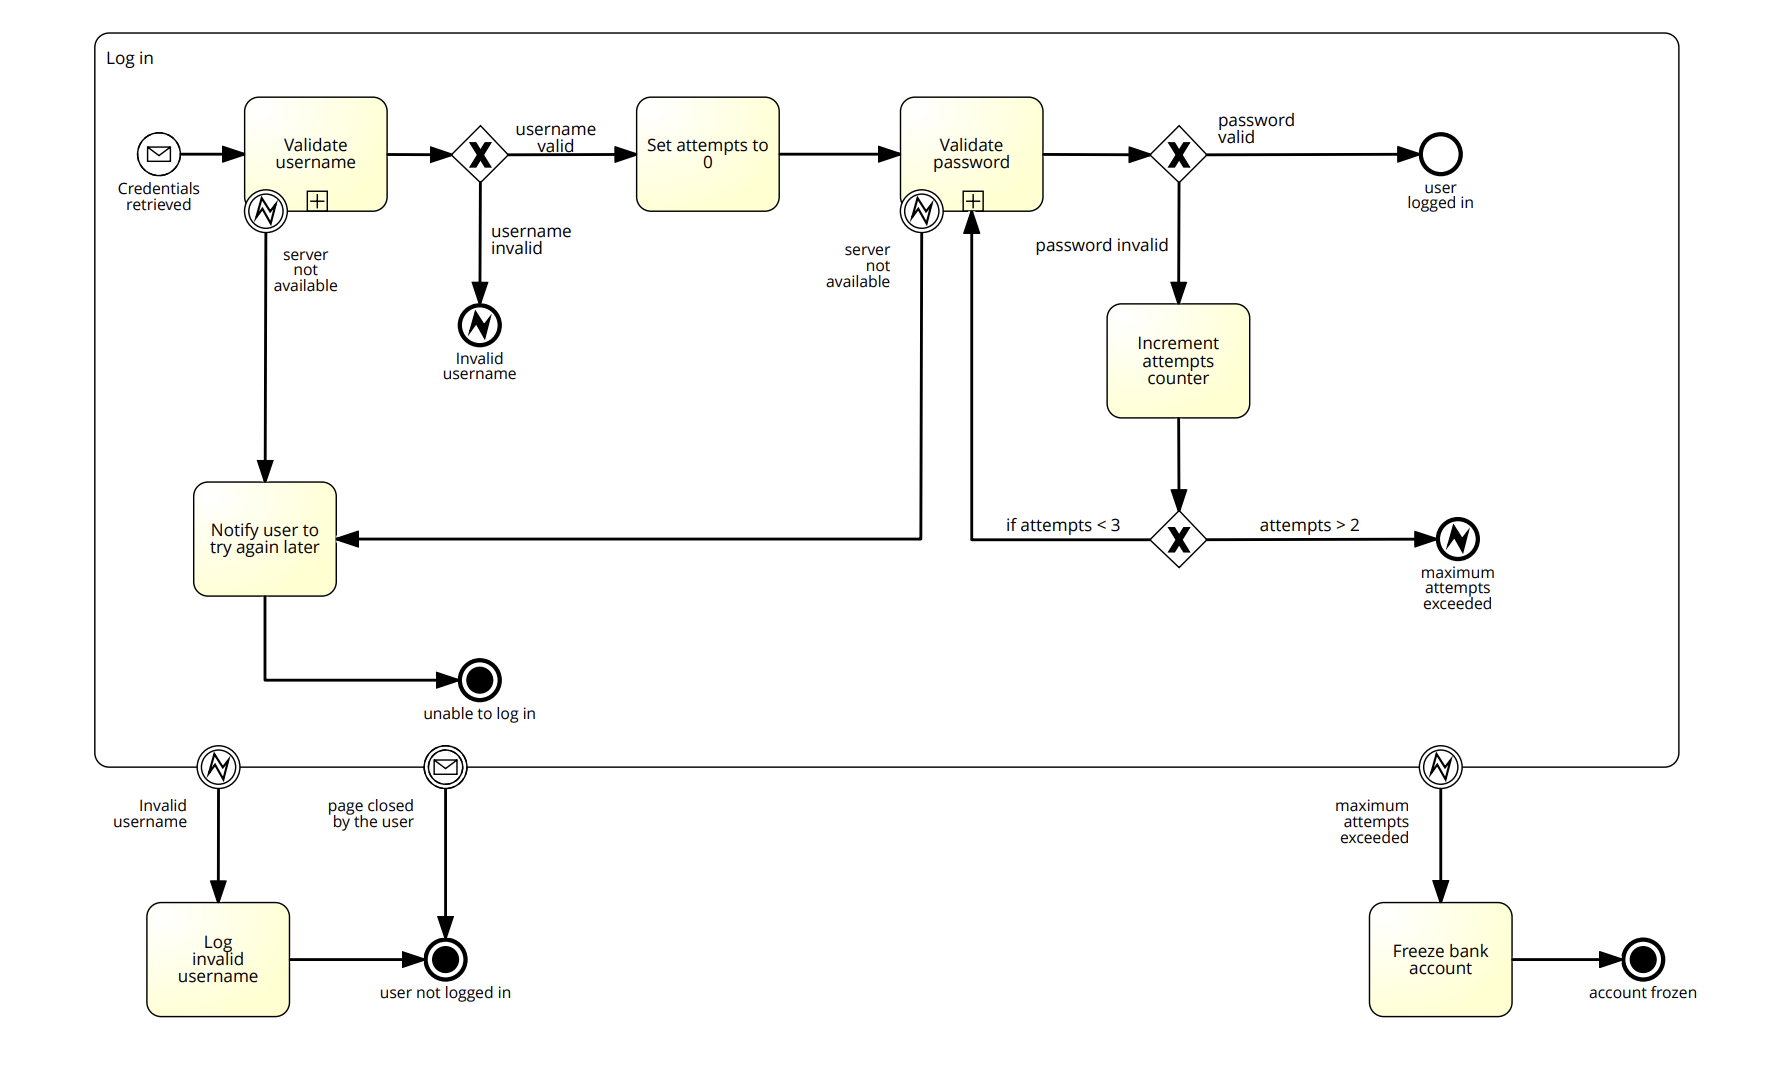 Log in
Credentials
retrieved
Validate
username
username
valid
Set attempts to
0
Validate
password
password
valid
user
logged in
server
not
available
username
invalid
Invalid
username
server
not
available
password invalid
Increment
attempts
counter
Notify user to
try again later
if attempts < 3
attempts > 2
maximum
attempts
exceeded
unable to log in
Invalid
username
page closed
by the user
maximum
attempts
exceeded
Log
invalid
username
user not logged in
Freeze bank
account
account frozen